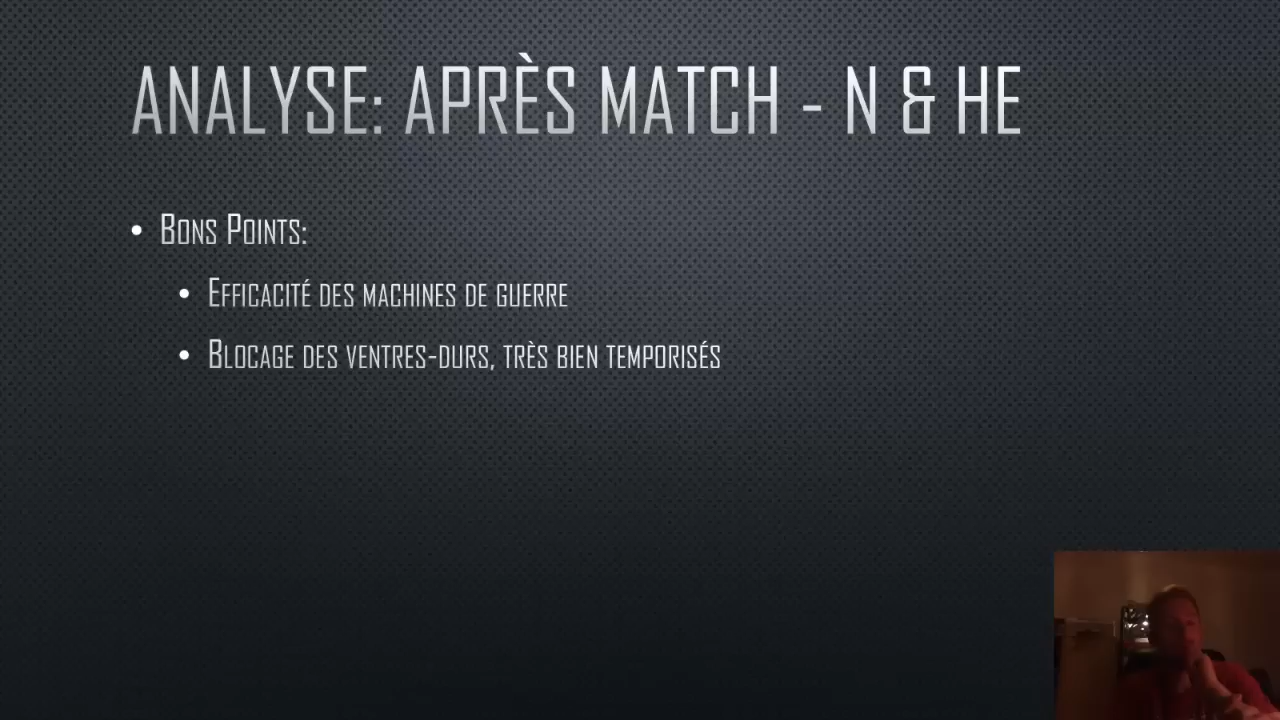 ANALYSE: APRÈS MATCH - N & HE
• BONS POINTS:
• EFFICACITÉ DES MACHINES DE GUERRE
• BLOCAGE DES VENTRES-DURS, TRÈS BIEN TEMPORISÉS